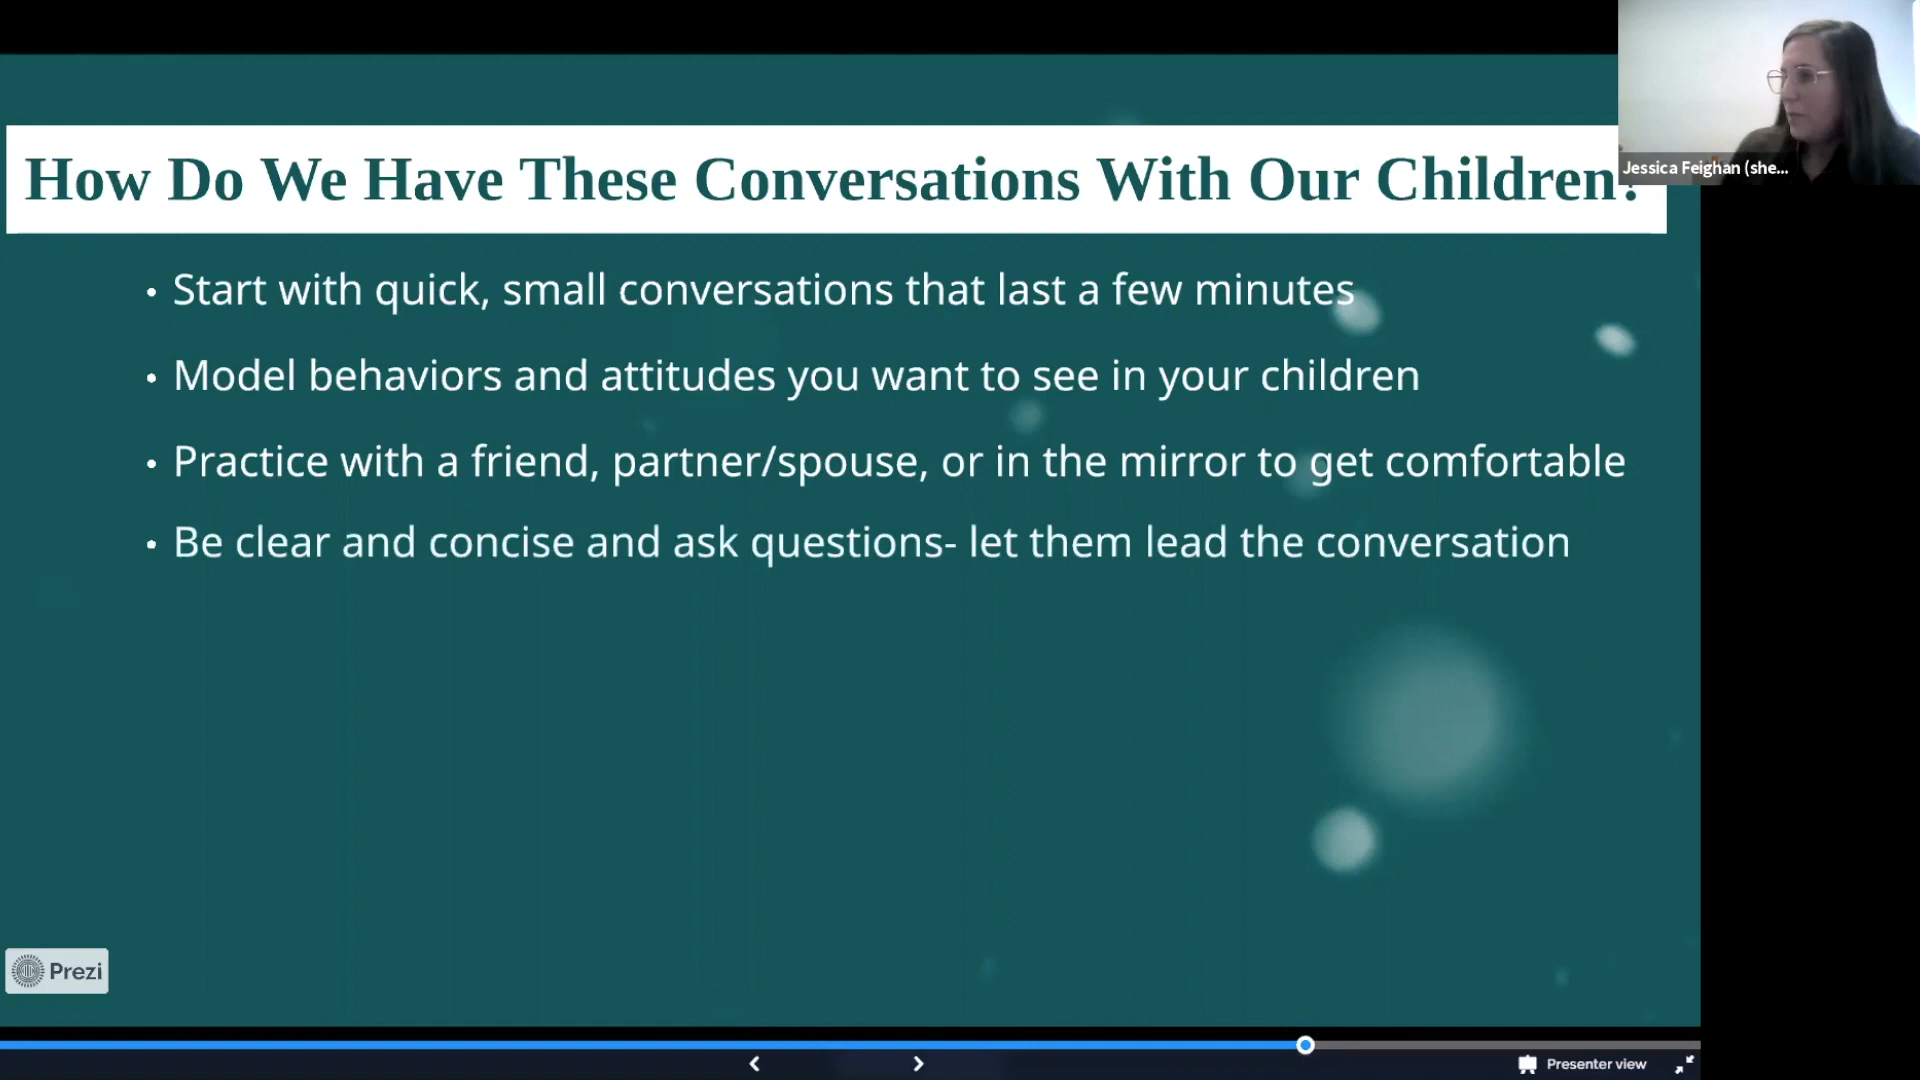 How Do We Have These Conversations With Our Children?
Jessica Feighan (she...
• Start with quick, small conversations that last a few minutes
• Model behaviors and attitudes you want to see in your children
• Practice with a friend, partner/spouse, or in the mirror to get comfortable
• Be clear and concise and ask questions- let them lead the conversation
Prezi
Presenter view